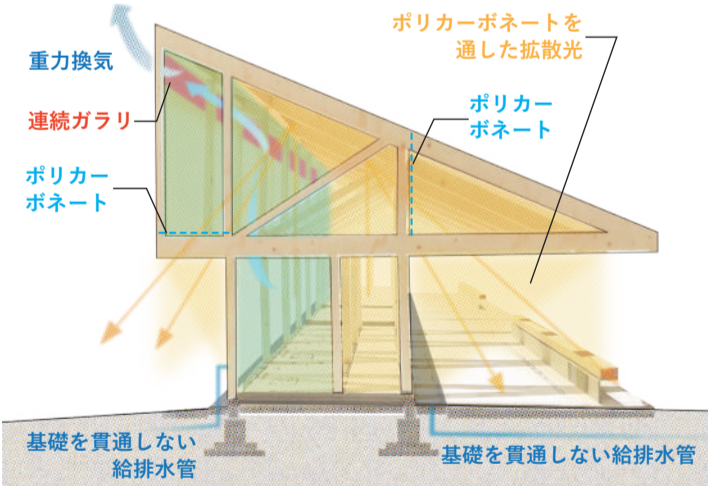 ポリカーボネートを
通した拡散光
重力換気
連続ガラリ
ポリカー
ボネート
ポリカー
ボネート
基礎を貫通しない
給排水管
基礎を貫通しない給排水管